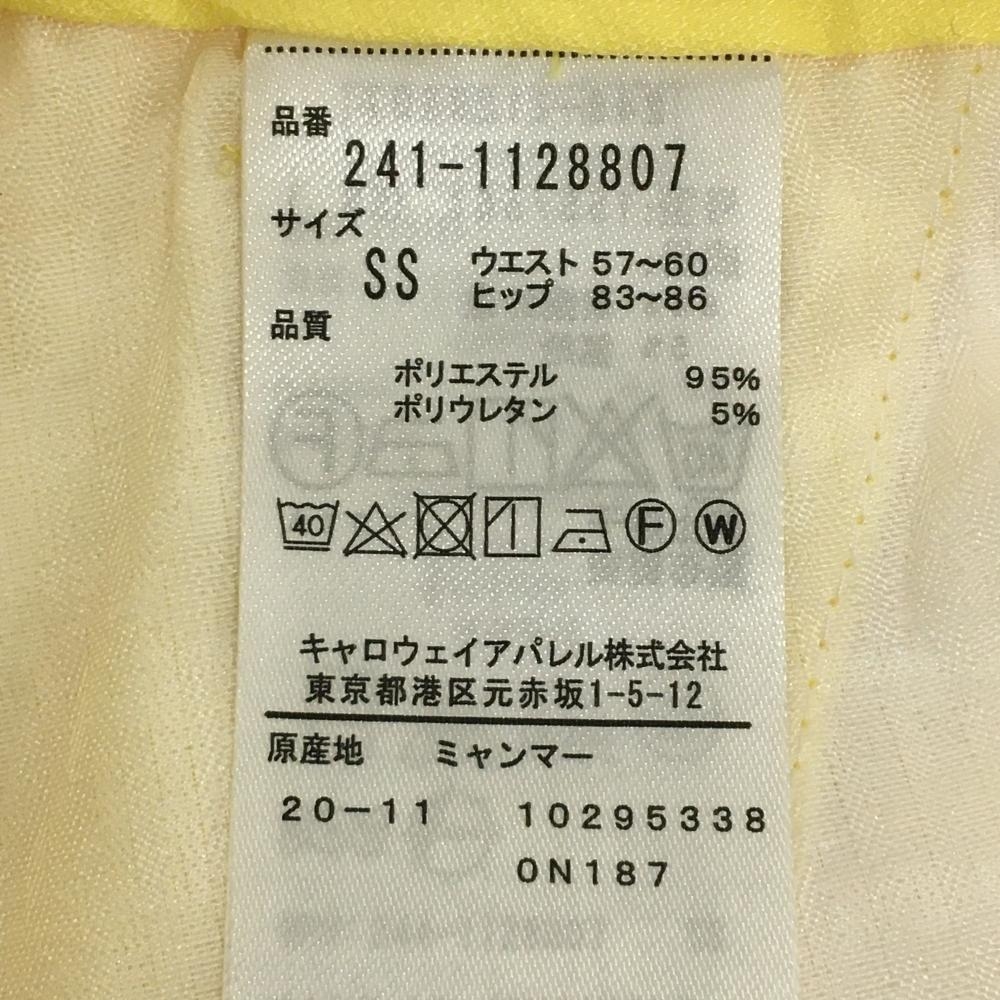 品番
241-1128807
サイズ
SS ウエスト 57〜60
ヒップ 83〜86
品質
ポリエステル 95%
ポリウレタン 5%
40 F W
キャロウェイアパレル株式会社
東京都港区元赤坂1-5-12
原産地 ミャンマー
20-11 10295338
0N187